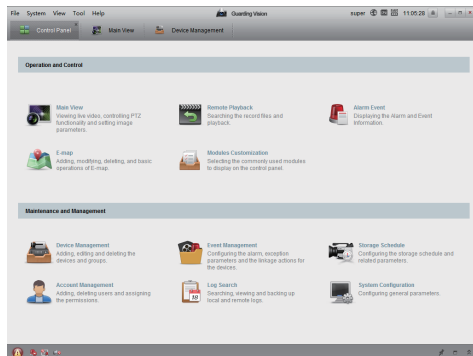 File System View Tool Help
Guarding Vision
super
11:05:28
Control Panel
Main View
Device Management
Operation and Control
Main View
Viewing live video, controlling PTZ
functionality and setting image
parameters.
Remote Playback
Searching the record files and
playback.
Alarm Event
Displaying the Alarm and Event
Information.
E-map
Adding, modifying, deleting, and basic
operations of E-map.
Modules Customization
Selecting the commonly used modules
to display on the control panel.
Maintenance and Management
Device Management
Adding, editing and deleting the
devices and groups.
Event Management
Configuring the alarm, exception
parameters and the linkage actions for
the devices.
Storage Schedule
Configuring the storage schedule and
related parameters.
Account Management
Adding, deleting users and assigning
the permissions.
Log Search
Searching, viewing and backing up
local and remote logs.
System Configuration
Configuring general parameters.
18